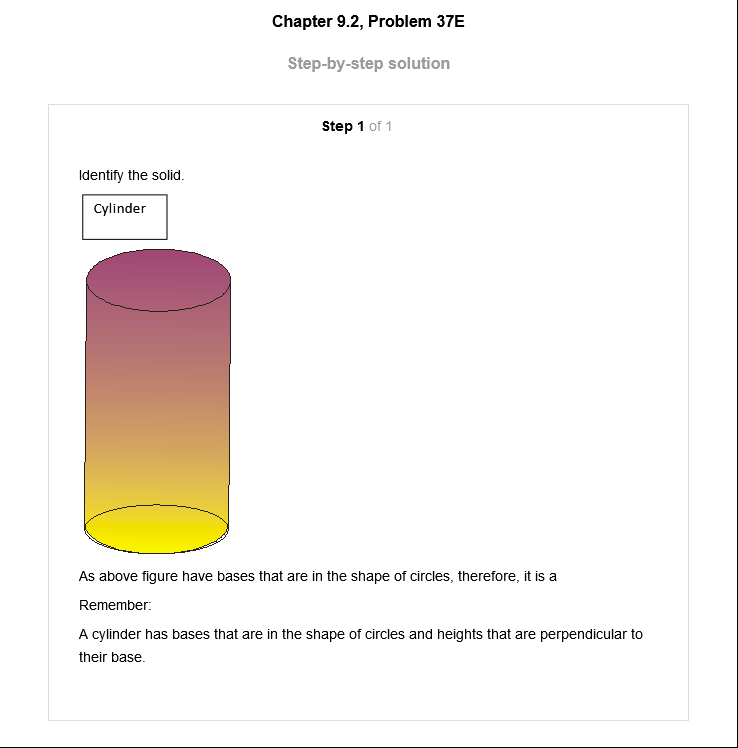 Chapter 9.2, Problem 37E
Step-by-step solution
Step 1 of 1
Identify the solid.
Cylinder
As above figure have bases that are in the shape of circles, therefore, it is a
Remember:
A cylinder has bases that are in the shape of circles and heights that are perpendicular to
their base.